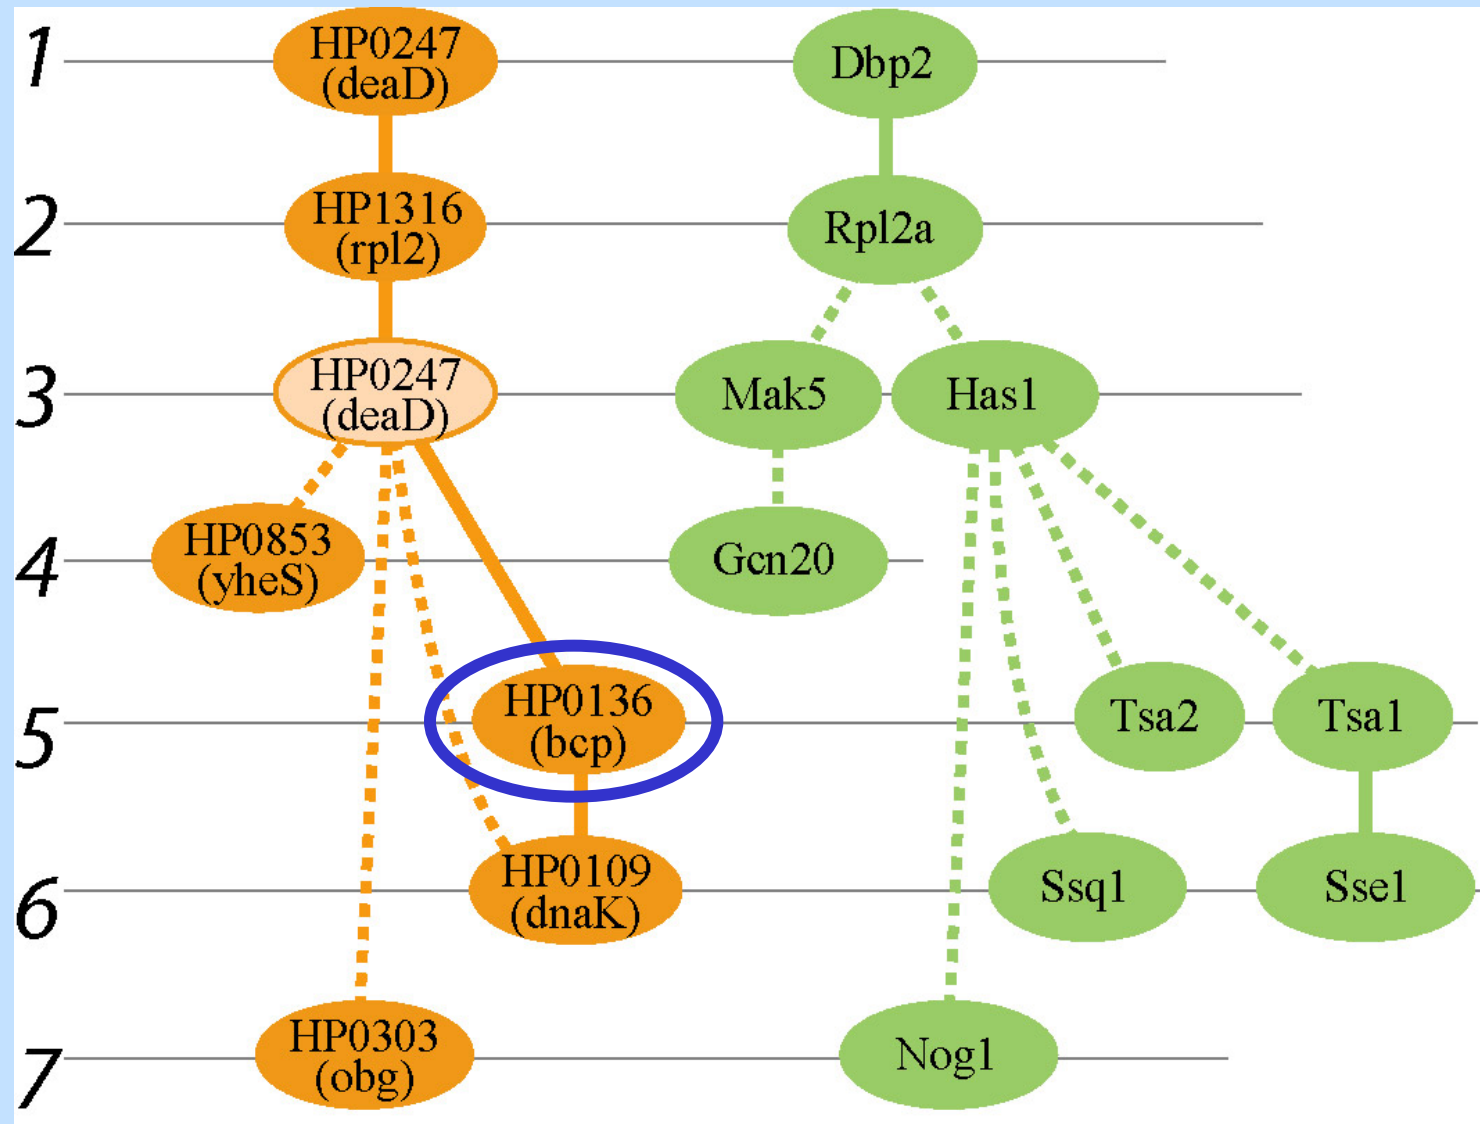 1
HP0247
(deaD)
Dbp2
2
HP1316
(rpl2)
Rpl2a
3
HP0247
(deaD)
Mak5
Has1
4
HP0853
(yheS)
Gcn20
5
HP0136
(bcp)
Tsa2
Tsa1
6
HP0109
(dnaK)
Ssq1
Sse1
7
HP0303
(obg)
Nog1